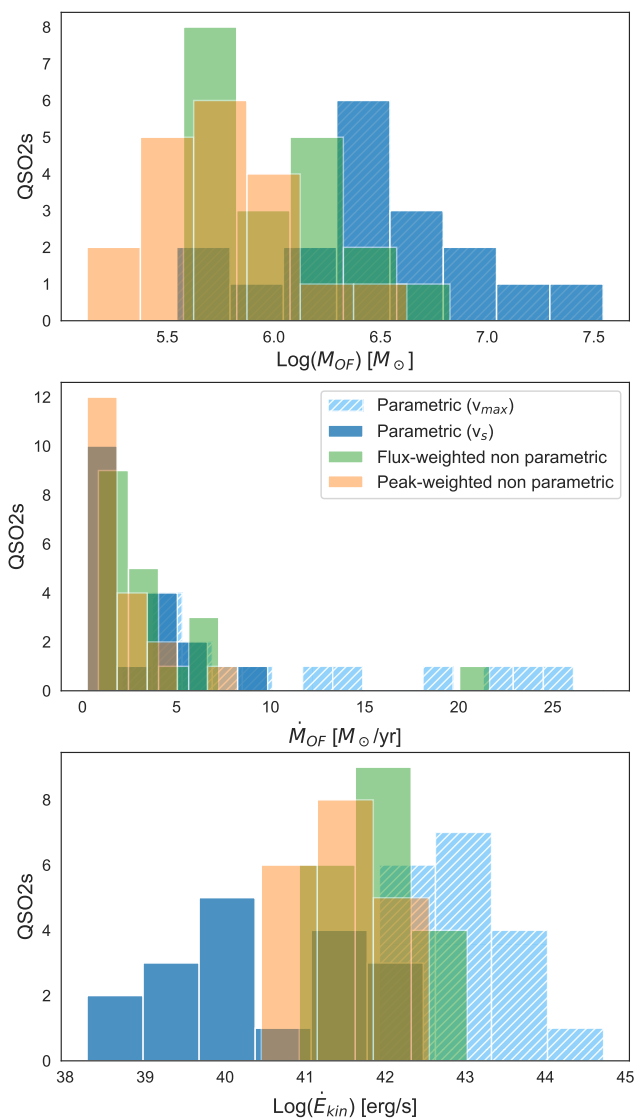 8
7
6
5
4
3
2
1
0
QSO2s
5.5 6.0 6.5 7.0 7.5
Log(M_OF) [M_⊙]
12
10
8
6
4
2
0
QSO2s
Parametric (v_max)
Parametric (v_s)
Flux-weighted non parametric
Peak-weighted non parametric
0 5 10 15 20 25
Ṁ_OF [M_⊙/yr]
8
6
4
2
0
QSO2s
38 39 40 41 42 43 44 45
Log(Ė_kin) [erg/s]